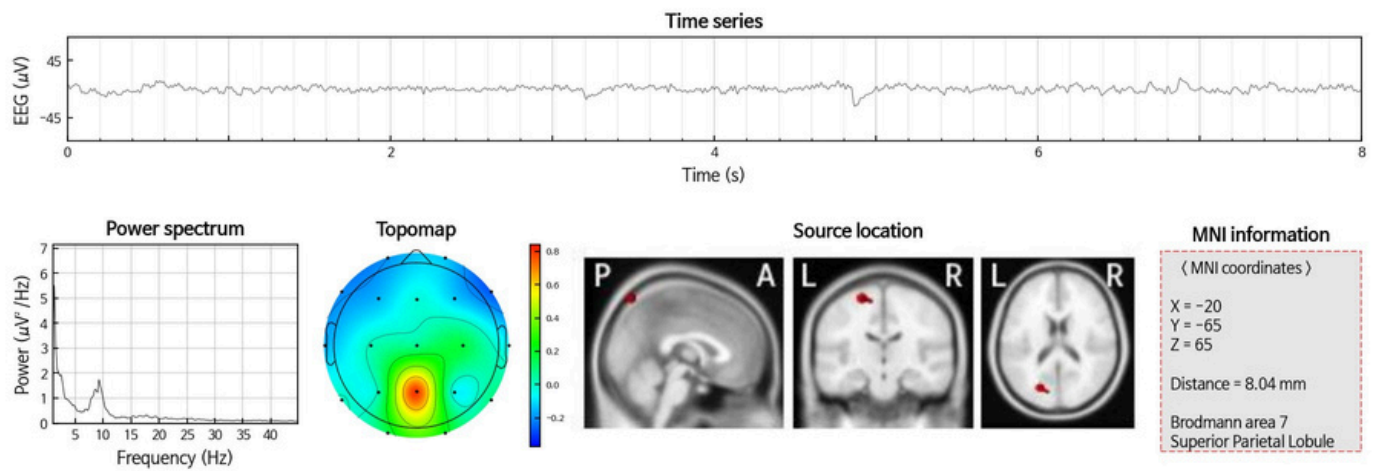 Time series
EEG (µV)
45
−45
0
2
4
6
8
Time (s)
Power spectrum
Power (µV²/Hz)
7
6
5
4
3
2
1
0
5 10 15 20 25 30 35 40
Frequency (Hz)
Topomap
0.8
0.6
0.4
0.2
0.0
−0.2
Source location
P A
L R
L R
MNI information
⟨ MNI coordinates ⟩
X = −20
Y = −65
Z = 65
Distance = 8.04 mm
Brodmann area 7
Superior Parietal Lobule